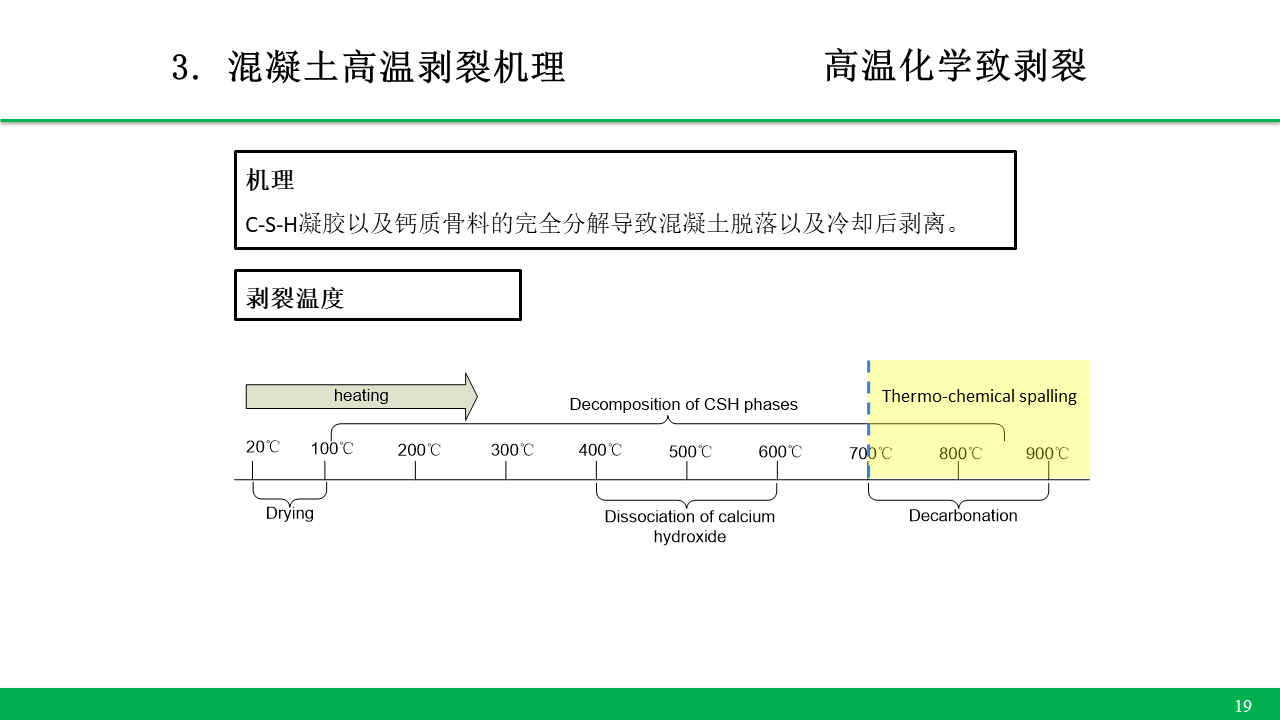 3. 混凝土高温剥裂机理
高温化学致剥裂
机理
C-S-H凝胶以及钙质骨料的完全分解导致混凝土脱落以及冷却后剥离。
剥裂温度
heating
Decomposition of CSH phases
Thermo-chemical spalling
20℃ 100℃ 200℃ 300℃ 400℃ 500℃ 600℃ 700℃ 800℃ 900℃
Drying
Dissociation of calcium
hydroxide
Decarbonation
19